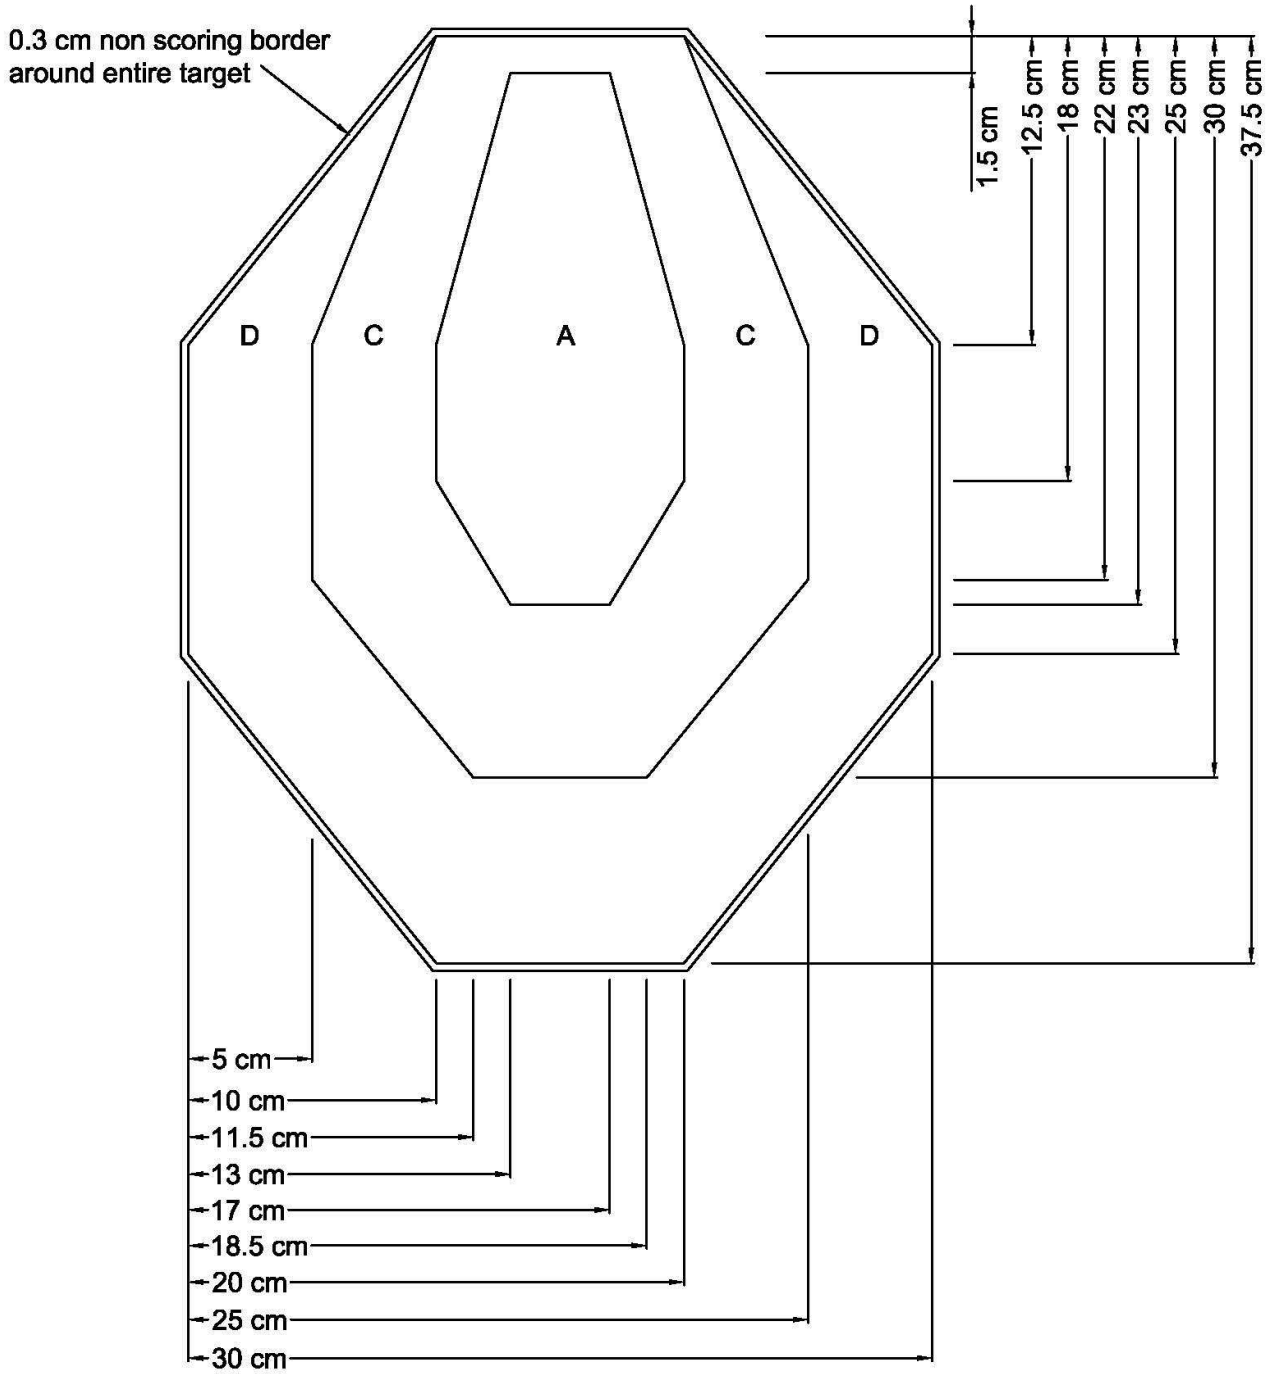 0.3 cm non scoring border
around entire target
1.5 cm
12.5 cm
18 cm
22 cm
23 cm
25 cm
30 cm
37.5 cm
D
C
A
C
D
5 cm
10 cm
11.5 cm
13 cm
17 cm
18.5 cm
20 cm
25 cm
30 cm